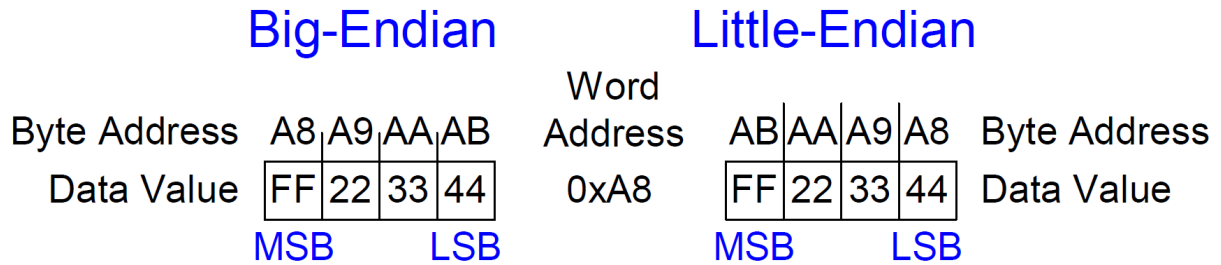 Big-Endian Little-Endian
Word
Byte Address A8 A9 AA AB Address AB AA A9 A8 Byte Address
Data Value FF 22 33 44 0xA8 FF 22 33 44 Data Value
MSB LSB MSB LSB